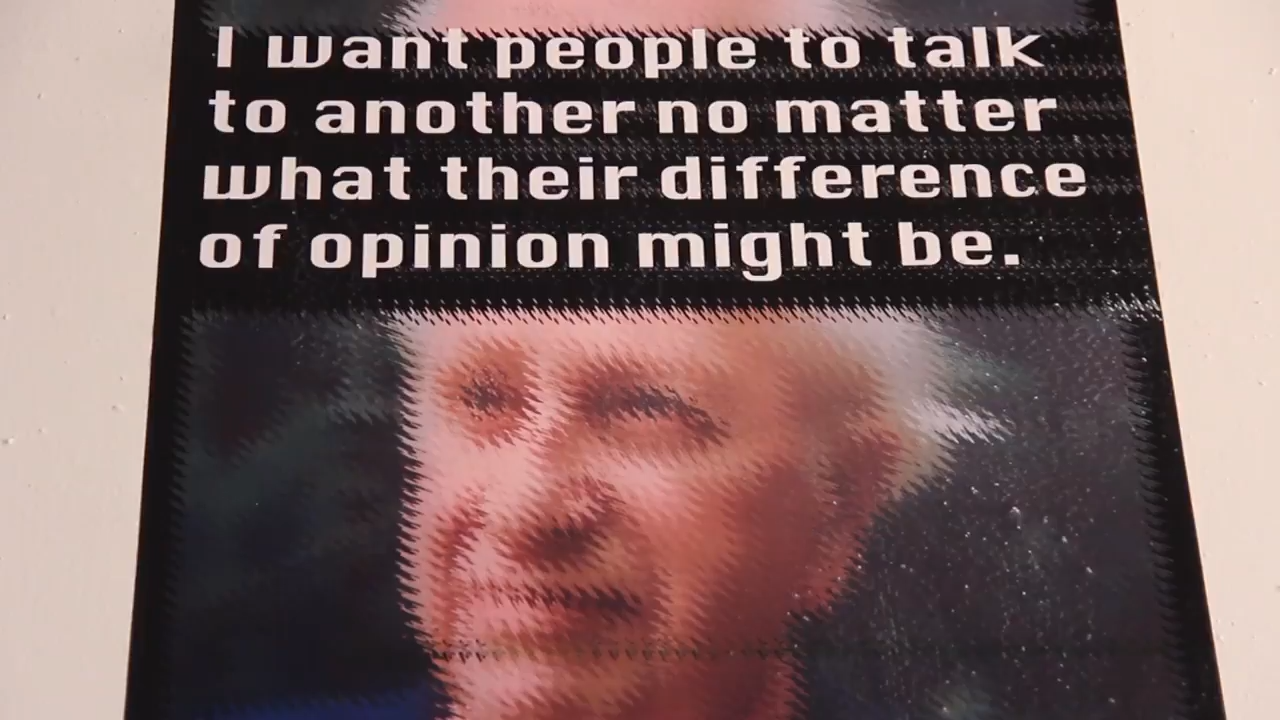 I want people to talk
to another no matter
what their difference
of opinion might be.